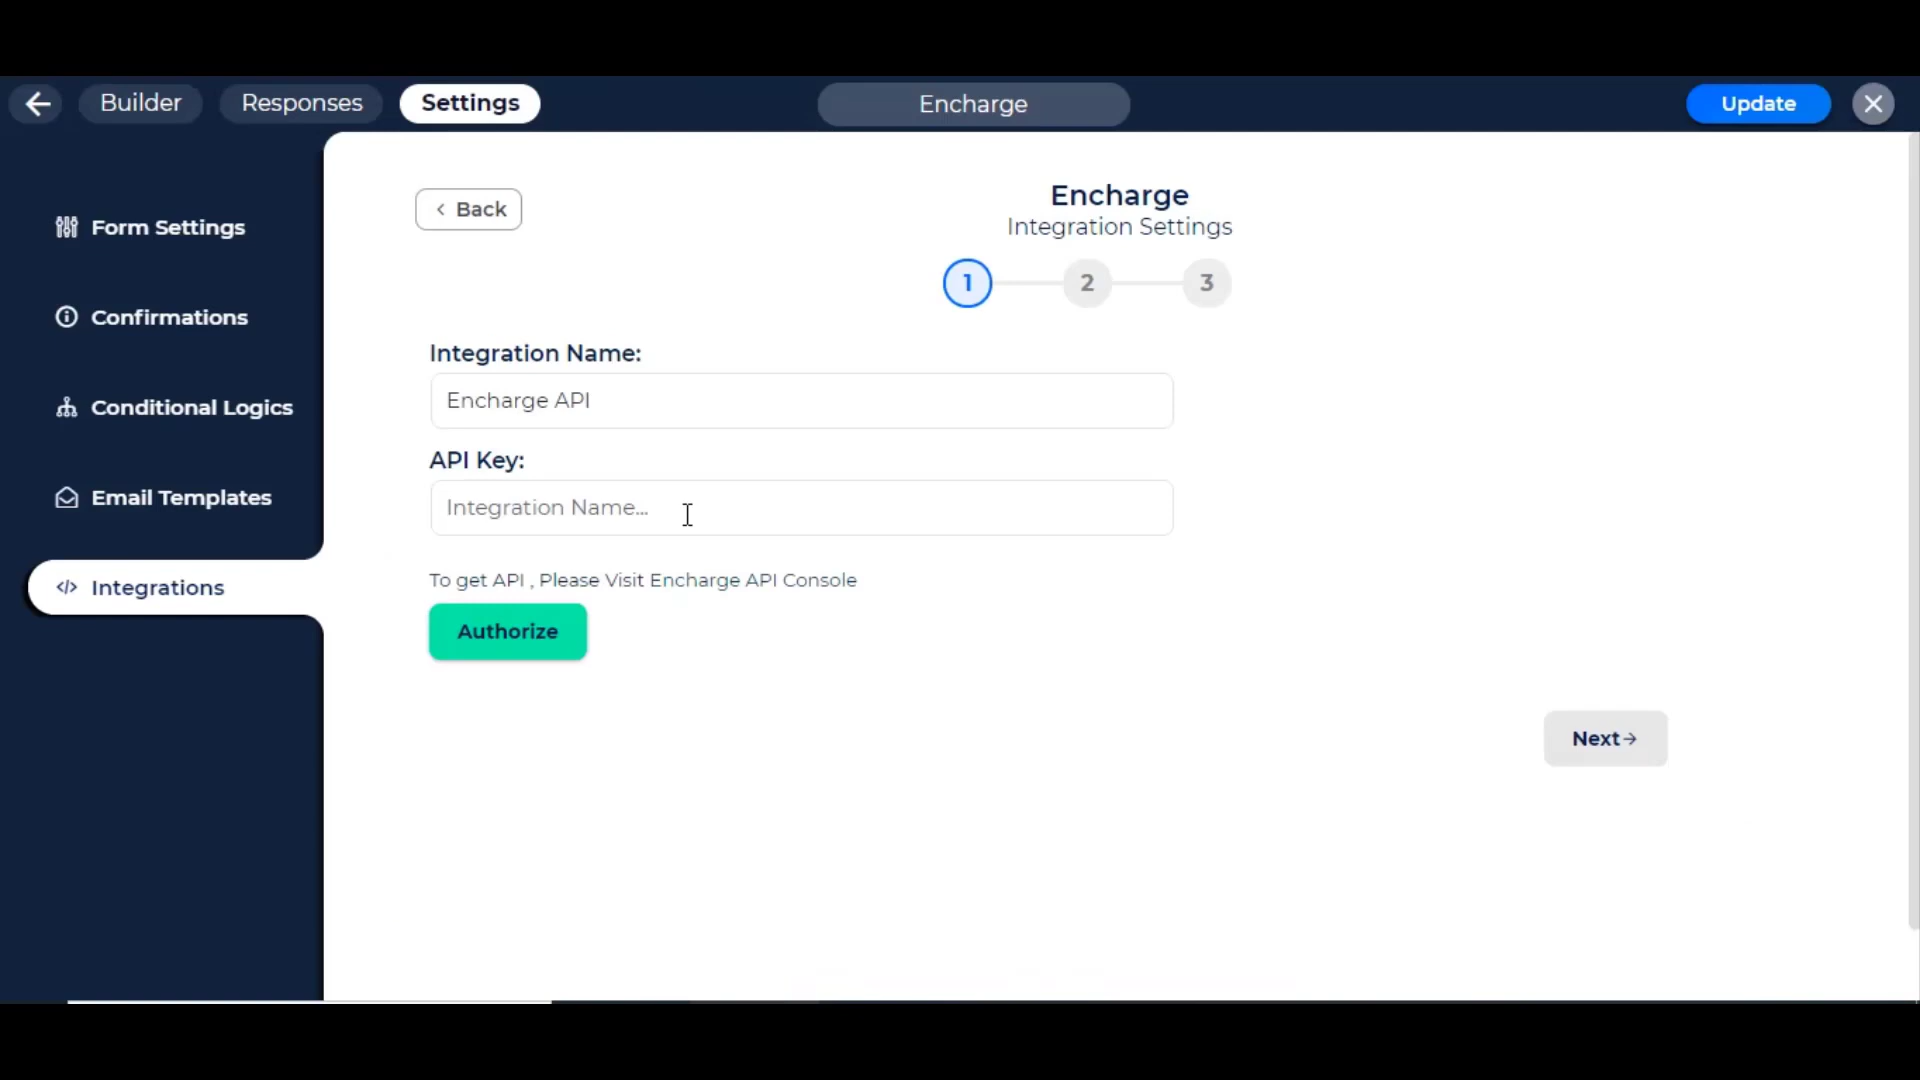 Builder
Responses
Settings
Encharge
Update
Form Settings
Confirmations
Conditional Logics
Email Templates
Integrations
Back
Encharge
Integration Settings
1
2
3
Integration Name:
Encharge API
API Key:
Integration Name...
To get API , Please Visit Encharge API Console
Authorize
Next